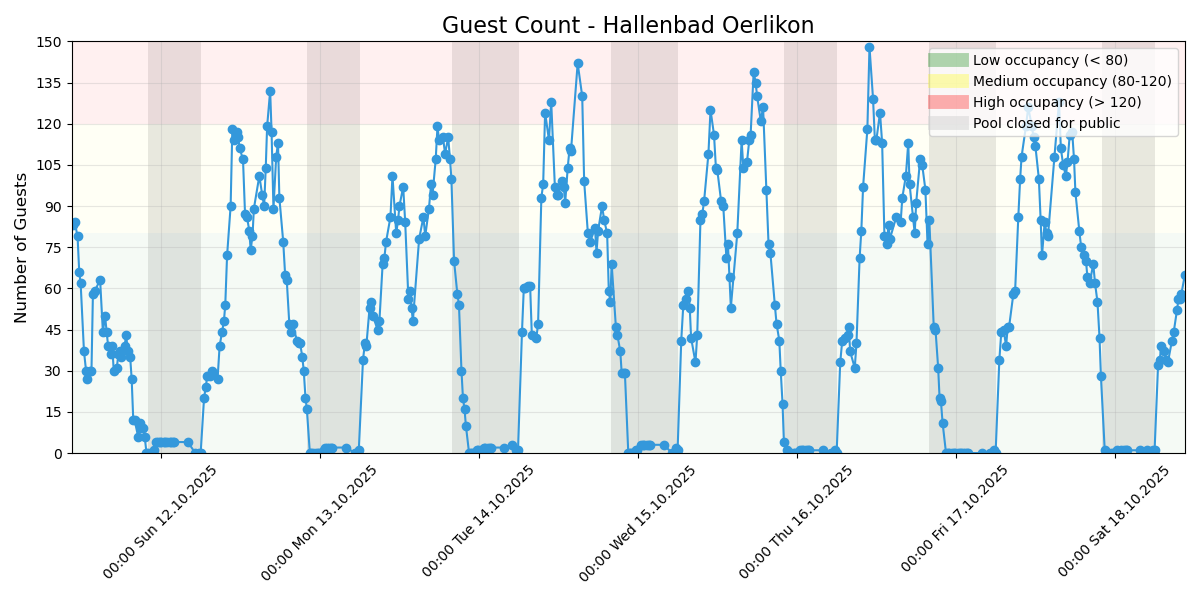 Guest Count - Hallenbad Oerlikon
Number of Guests
150
135
120
105
90
75
60
45
30
15
0
Low occupancy (< 80)
Medium occupancy (80-120)
High occupancy (> 120)
Pool closed for public
00:00 Sun 12.10.2025
00:00 Mon 13.10.2025
00:00 Tue 14.10.2025
00:00 Wed 15.10.2025
00:00 Thu 16.10.2025
00:00 Fri 17.10.2025
00:00 Sat 18.10.2025